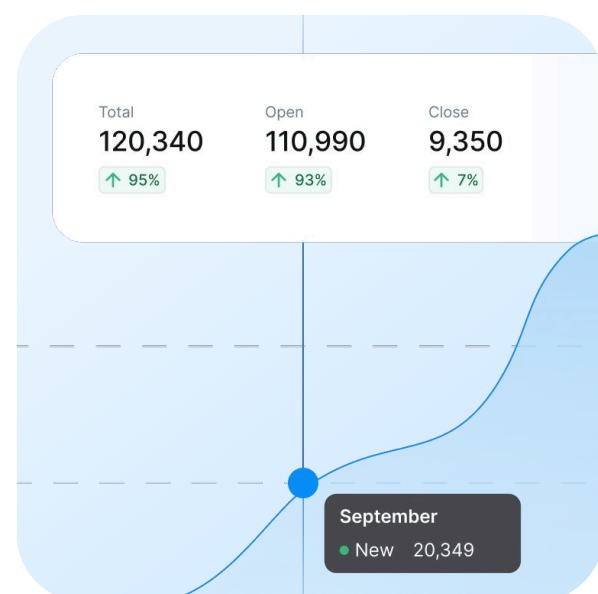 Total Open Close
120,340 110,990 9,350
↑ 95% ↑ 93% ↑ 7%
September
New 20,349